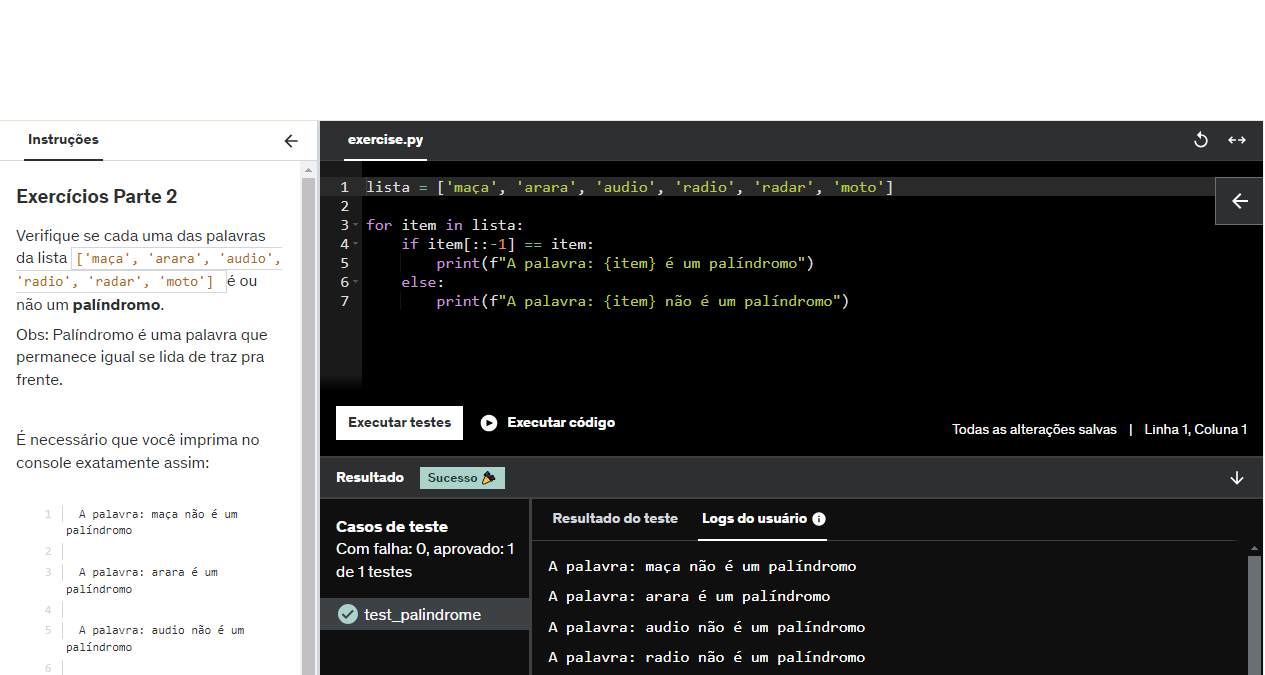 Instruções
Exercícios Parte 2
Verifique se cada uma das palavras
da lista ['maça', 'arara', 'audio',
'radio', 'radar', 'moto'] é ou
não um palíndromo.
Obs: Palíndromo é uma palavra que
permanece igual se lida de traz pra
frente.
É necessário que você imprima no
console exatamente assim:
1 A palavra: maça não é um
palíndromo
2
3 A palavra: arara é um
palíndromo
4
5 A palavra: audio não é um
palíndromo
6
exercise.py
1 lista = ['maça', 'arara', 'audio', 'radio', 'radar', 'moto']
2
3 for item in lista:
4 if item[::-1] == item:
5 print(f"A palavra: {item} é um palíndromo")
6 else:
7 print(f"A palavra: {item} não é um palíndromo")
Executar testes
Executar código
Todas as alterações salvas | Linha 1, Coluna 1
Resultado Sucesso
Casos de teste
Com falha: 0, aprovado: 1
de 1 testes
test_palindrome
Resultado do teste Logs do usuário
A palavra: maça não é um palíndromo
A palavra: arara é um palíndromo
A palavra: audio não é um palíndromo
A palavra: radio não é um palíndromo